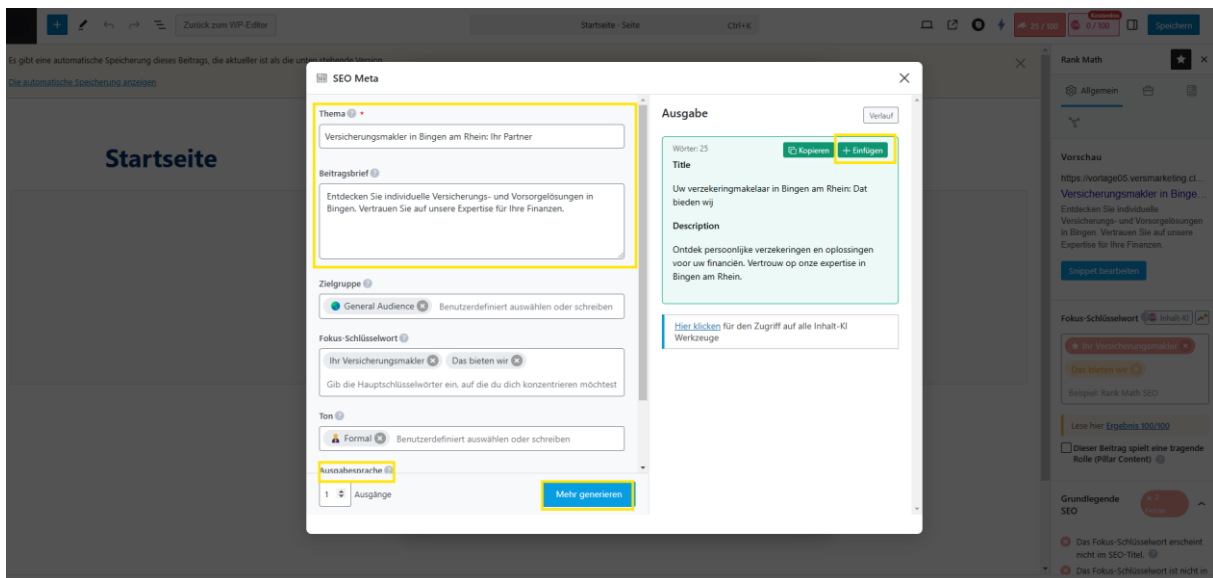 Zurück zum WP-Editor
Startseite · Seite
Ctrl+K
25 / 100
Kostenlos
0 / 100
Speichern
Es gibt eine automatische Speicherung dieses Beitrags, die aktueller ist als die unten stehende Version.
Die automatische Speicherung anzeigen
Startseite
SEO Meta
Thema
Versicherungsmakler in Bingen am Rhein: Ihr Partner
Beitragsbrief
Entdecken Sie individuelle Versicherungs- und Vorsorgelösungen in
Bingen. Vertrauen Sie auf unsere Expertise für Ihre Finanzen.
Zielgruppe
General Audience
Benutzerdefiniert auswählen oder schreiben
Fokus-Schlüsselwort
Ihr Versicherungsmakler
Das bieten wir
Gib die Hauptschlüsselwörter ein, auf die du dich konzentrieren möchtest
Ton
Formal
Benutzerdefiniert auswählen oder schreiben
Ausgabesprache
1
Ausgänge
Mehr generieren
Ausgabe
Verlauf
Wörter: 25
Kopieren
+ Einfügen
Title
Uw verzekeringmakelaar in Bingen am Rhein: Dat
bieden wij
Description
Ontdek persoonlijke verzekeringen en oplossingen
voor uw financiën. Vertrouw op onze expertise in
Bingen am Rhein.
Hier klicken für den Zugriff auf alle Inhalt-KI
Werkzeuge
Rank Math
Allgemein
Vorschau
https://vorlage05.versmarketing.cl...
Versicherungsmakler in Binge...
Entdecken Sie individuelle
Versicherungs- und Vorsorgelösungen
in Bingen. Vertrauen Sie auf unsere
Expertise für Ihre Finanzen.
Snippet bearbeiten
Fokus-Schlüsselwort
Inhalt-KI
Ihr Versicherungsmakler
Das bieten wir
Beispiel: Rank Math SEO
Lese hier Ergebnis 100/100
Dieser Beitrag spielt eine tragende
Rolle (Pillar Content)
Grundlegende
SEO
× 2
Fehler
Das Fokus-Schlüsselwort erscheint
nicht im SEO-Titel.
Das Fokus-Schlüsselwort ist nicht in